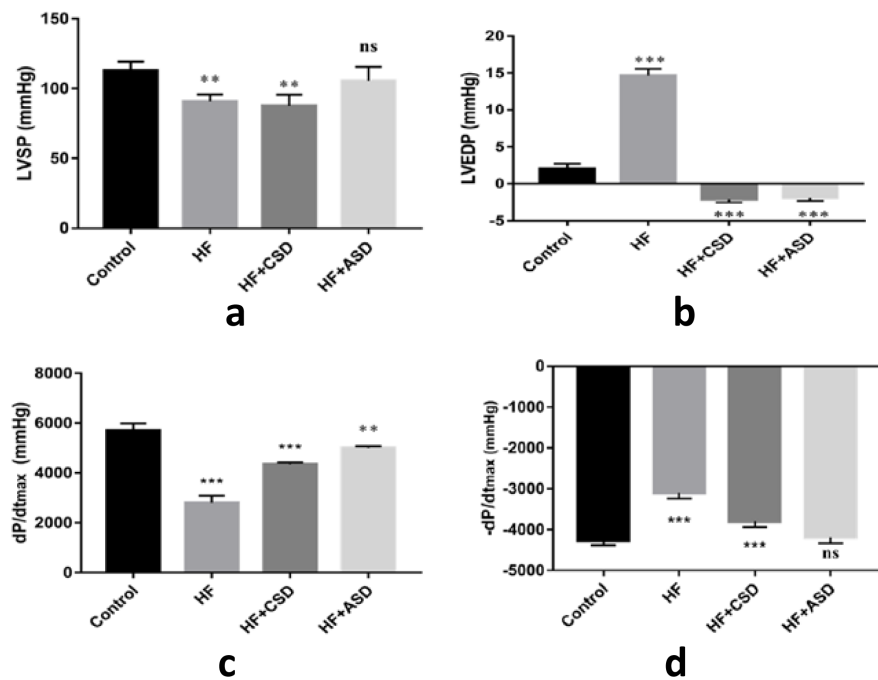 150
100
50
0
LVSP (mmHg)
**
**
ns
Control
HF
HF+CSD
HF+ASD
a
20
15
10
5
0
-5
LVEDP (mmHg)
***
***
***
Control
HF
HF+CSD
HF+ASD
b
8000
6000
4000
2000
0
dP/dtmax (mmHg)
***
***
**
Control
HF
HF+CSD
HF+ASD
c
0
-1000
-2000
-3000
-4000
-5000
-dP/dtmax (mmHg)
***
***
ns
Control
HF
HF+CSD
HF+ASD
d